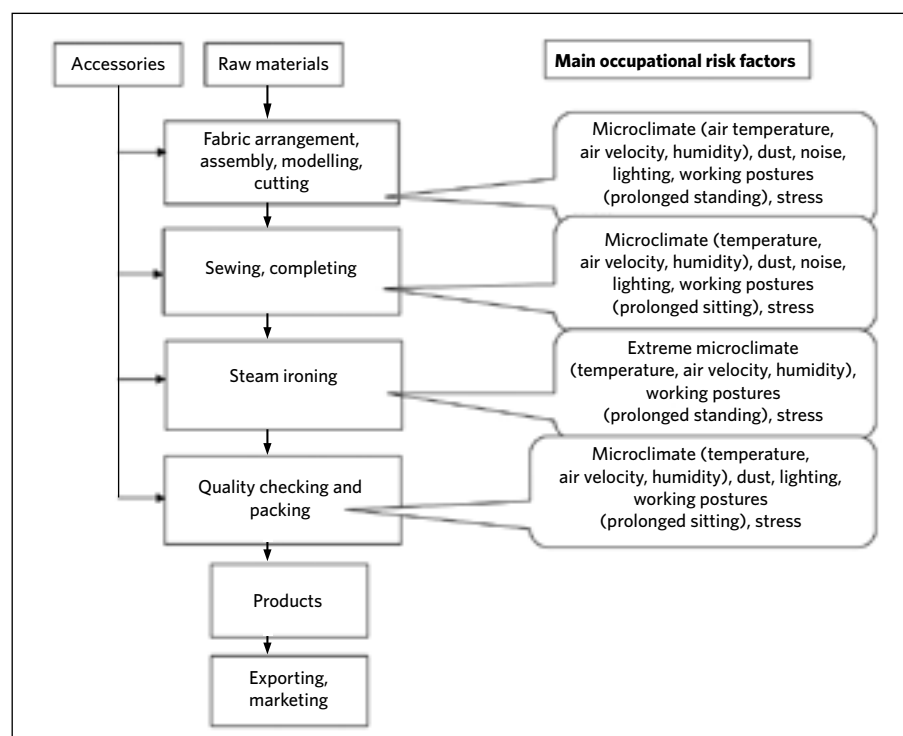 Accessories
Raw materials
Main occupational risk factors
Fabric arrangement,
assembly, modelling,
cutting
Microclimate (air temperature,
air velocity, humidity), dust, noise,
lighting, working postures
(prolonged standing), stress
Sewing, completing
Microclimate (temperature,
air velocity, humidity), dust, noise,
lighting, working postures
(prolonged sitting), stress
Steam ironing
Extreme microclimate
(temperature, air velocity, humidity),
working postures
(prolonged standing), stress
Quality checking and
packing
Microclimate (temperature,
air velocity, humidity), dust, lighting,
working postures
(prolonged sitting), stress
Products
Exporting,
marketing